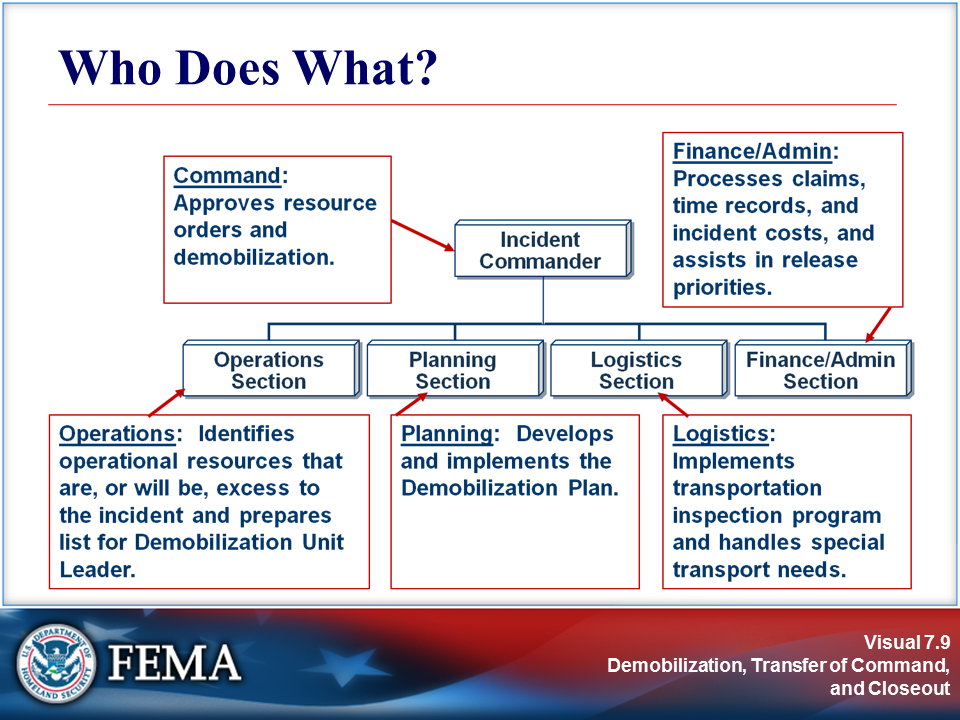 Who Does What?
Command:
Approves resource
orders and
demobilization.
Finance/Admin:
Processes claims,
time records, and
incident costs, and
assists in release
priorities.
Incident
Commander
Operations
Section
Planning
Section
Logistics
Section
Finance/Admin
Section
Operations: Identifies
operational resources that
are, or will be, excess to
the incident and prepares
list for Demobilization Unit
Leader.
Planning: Develops
and implements the
Demobilization Plan.
Logistics:
Implements
transportation
inspection program
and handles special
transport needs.
U.S. DEPARTMENT OF
HOMELAND SECURITY
FEMA
Visual 7.9
Demobilization, Transfer of Command,
and Closeout